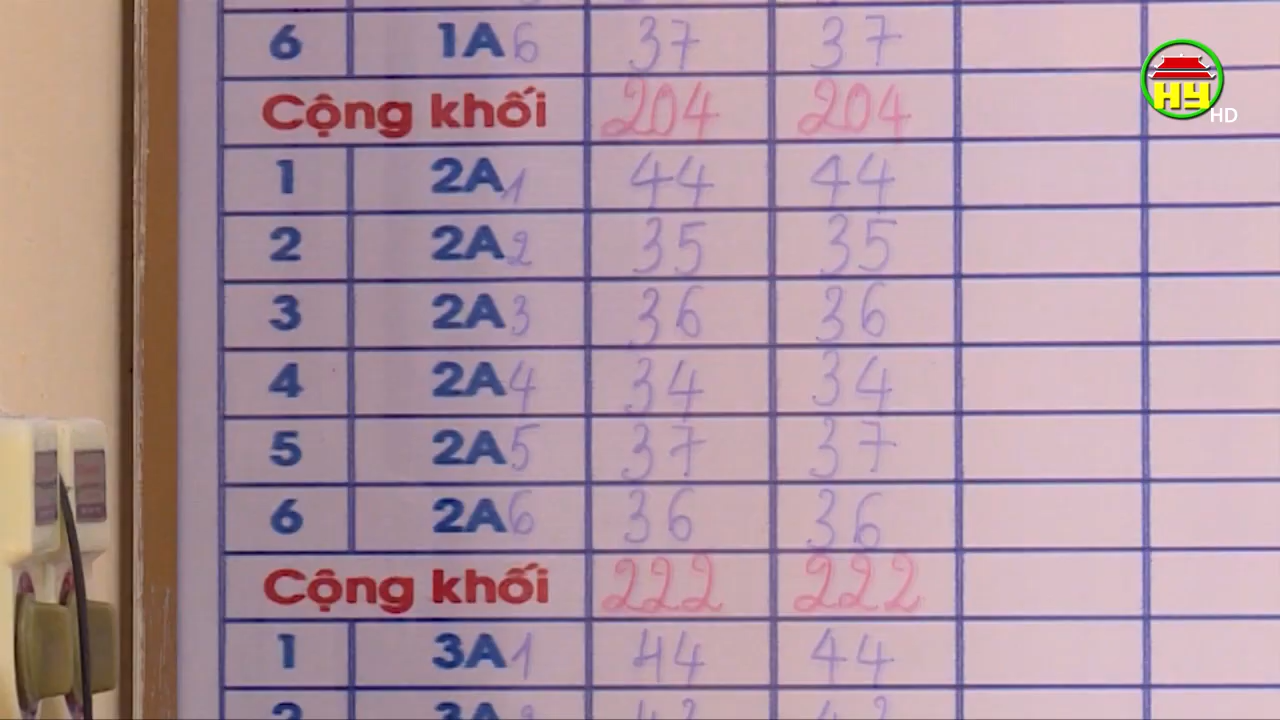 6 1A6 37 37
HY
HD
Cộng khối 204 204
1 2A1 44 44
2 2A2 35 35
3 2A3 36 36
4 2A4 34 34
5 2A5 37 37
6 2A6 36 36
Cộng khối 222 222
1 3A1 44 44
2 3A2